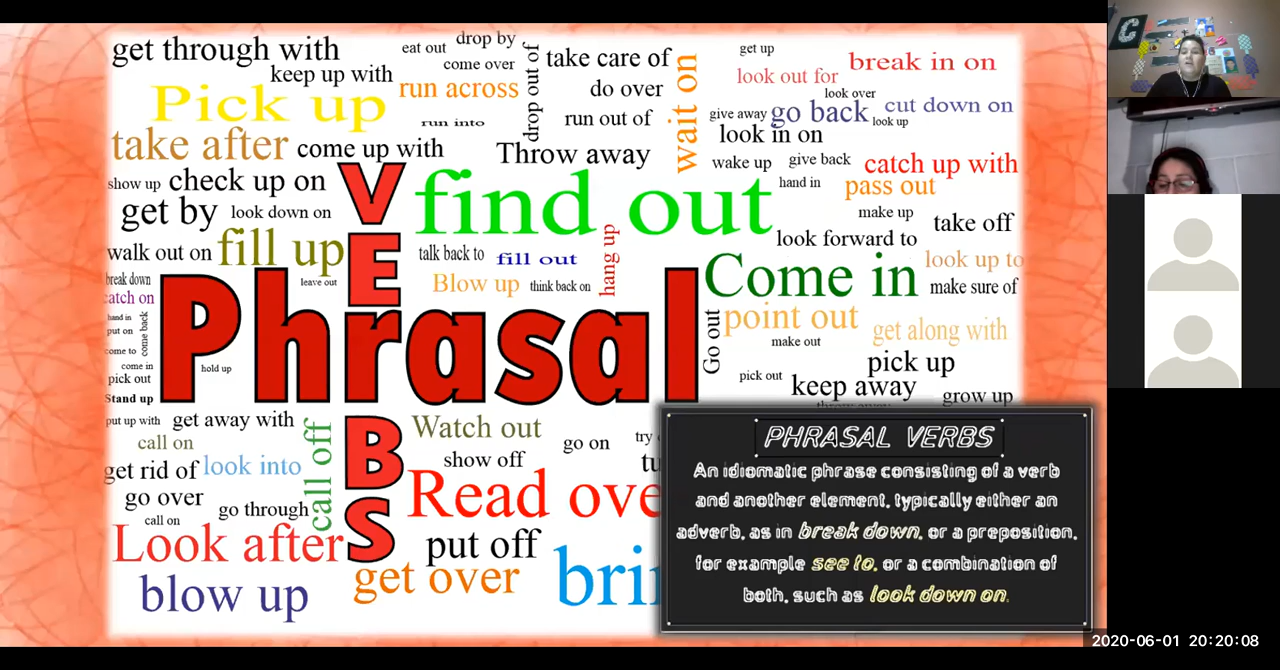 get through with
keep up with
eat out
drop by
come over
drop out of
take care of
wait on
get up
look out for
break in on
Pick up
run across
run into
do over
run out of
look over
give away
go back
look up
cut down on
take after
come up with
Throw away
look in on
wake up
give back
catch up with
show up
check up on
hand in
pass out
get by
look down on
find out
make up
take off
walk out on
fill up
talk back to
fill out
hang up
look forward to
look up to
break down
catch on
leave out
Blow up
think back on
Come in
make sure of
hand in
put on
come back
come to
come in
pick out
Stand up
hold up
VERBS
Phrasal
Go out
point out
make out
get along with
pick up
pick out
keep away
grow up
throw away
put up with
get away with
call off
Watch out
go on
try
call on
get rid of
look into
show off
tu
go over
go through
call on
Read ove
Look after
put off
get over
blow up
brin
PHRASAL VERBS
An idiomatic phrase consisting of a verb
and another element, typically either an
adverb, as in break down, or a preposition,
for example see to, or a combination of
both, such as look down on.
C
2020-06-01 20:20:08